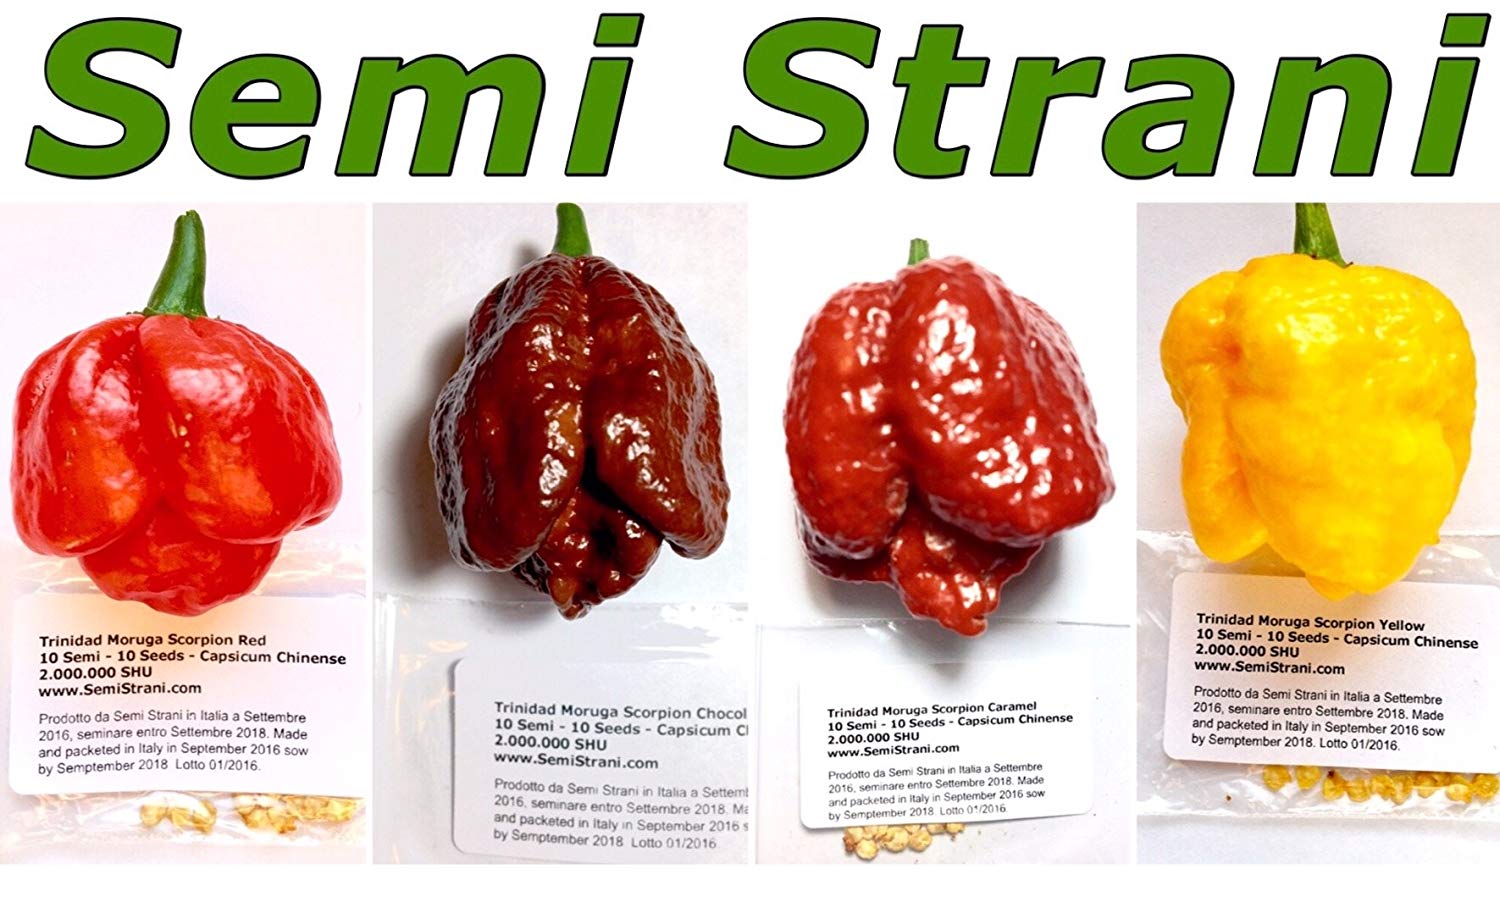 Semi Strani
Trinidad Moruga Scorpion Red
10 Semi - 10 Seeds - Capsicum Chinense
2.000.000 SHU
www.SemiStrani.com
Prodotto da Semi Strani in Italia a Settembre
2016, seminare entro Settembre 2018. Made
and packeted in Italy in September 2016 sow
by Semptember 2018 Lotto 01/2016.
Trinidad Moruga Scorpion Chocol
10 Semi - 10 Seeds - Capsicum Cl
2.000.000 SHU
www.SemiStrani.com
Prodotto da Semi Strani in Italia a Settemb
2016, seminare entro Settembre 2018. Ma
and packeted in Italy in September 2016 s
by Semptember 2018 Lotto 01/2016
Trinidad Moruga Scorpion Caramel
10 Semi - 10 Seeds - Capsicum Chinense
2.000.000 SHU
www.SemiStrani.com
Prodotto da Semi Strani in Italia a Settembre
2016, seminare entro Settembre 2018. Made
and packeted in Italy in September 2016 sow
by Semptember 2018. Lotto 01/2016.
Trinidad Moruga Scorpion Yellow
10 Semi - 10 Seeds - Capsicum Chinense
2.000.000 SHU
www.SemiStrani.com
Prodotto da Semi Strani in Italia a Settembre
2016, seminare entro Settembre 2018. Made
and packeted in Italy in September 2016 sow
by Semptember 2018. Lotto 01/2016.